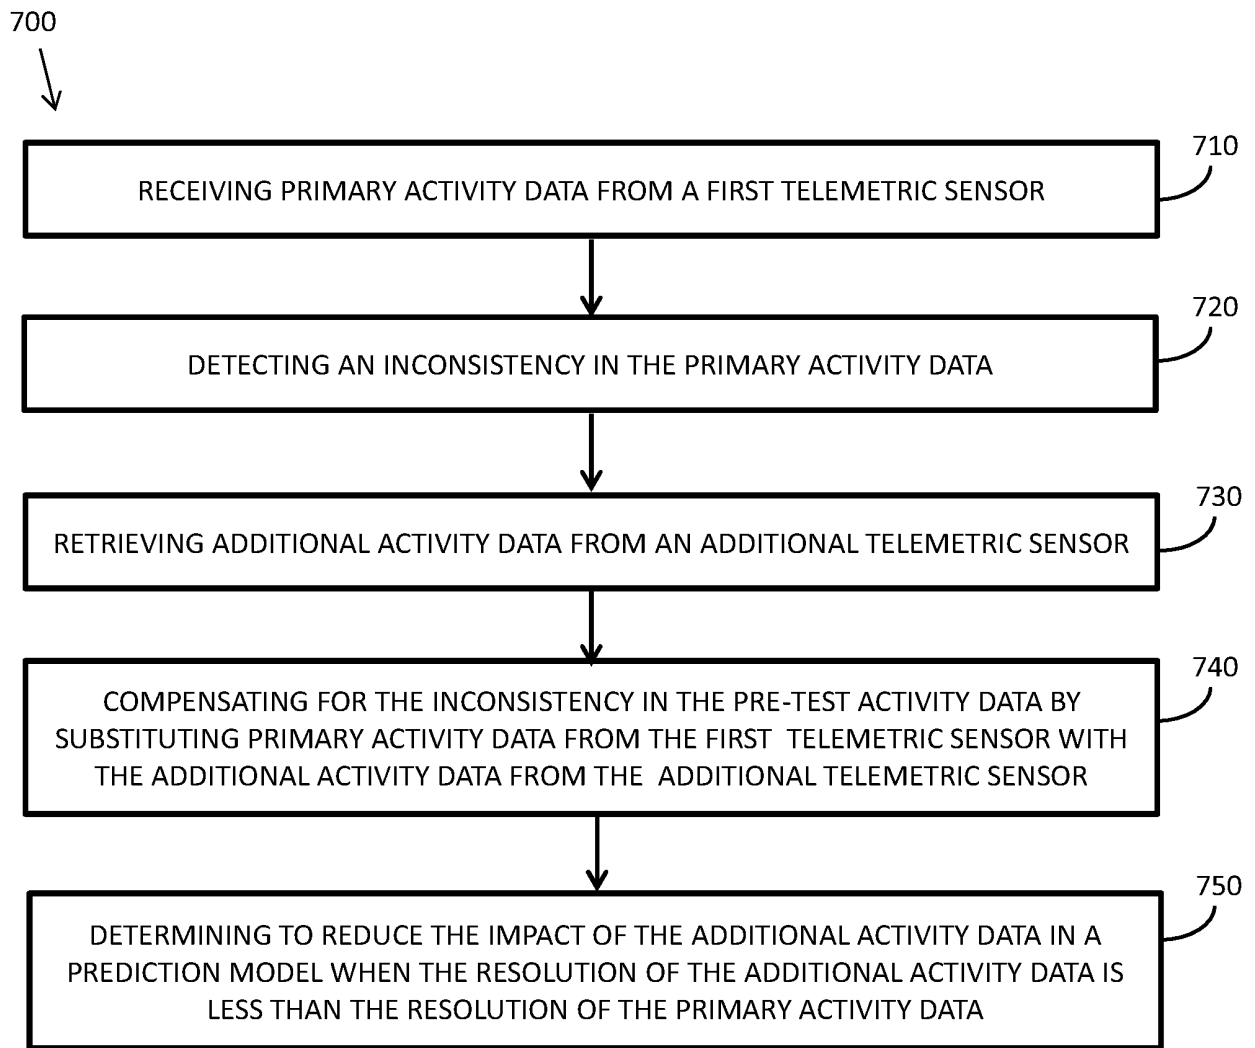 700
710
RECEIVING PRIMARY ACTIVITY DATA FROM A FIRST TELEMETRIC SENSOR
720
DETECTING AN INCONSISTENCY IN THE PRIMARY ACTIVITY DATA
730
RETRIEVING ADDITIONAL ACTIVITY DATA FROM AN ADDITIONAL TELEMETRIC SENSOR
740
COMPENSATING FOR THE INCONSISTENCY IN THE PRE-TEST ACTIVITY DATA BY
SUBSTITUTING PRIMARY ACTIVITY DATA FROM THE FIRST TELEMETRIC SENSOR WITH
THE ADDITIONAL ACTIVITY DATA FROM THE ADDITIONAL TELEMETRIC SENSOR
750
DETERMINING TO REDUCE THE IMPACT OF THE ADDITIONAL ACTIVITY DATA IN A
PREDICTION MODEL WHEN THE RESOLUTION OF THE ADDITIONAL ACTIVITY DATA IS
LESS THAN THE RESOLUTION OF THE PRIMARY ACTIVITY DATA